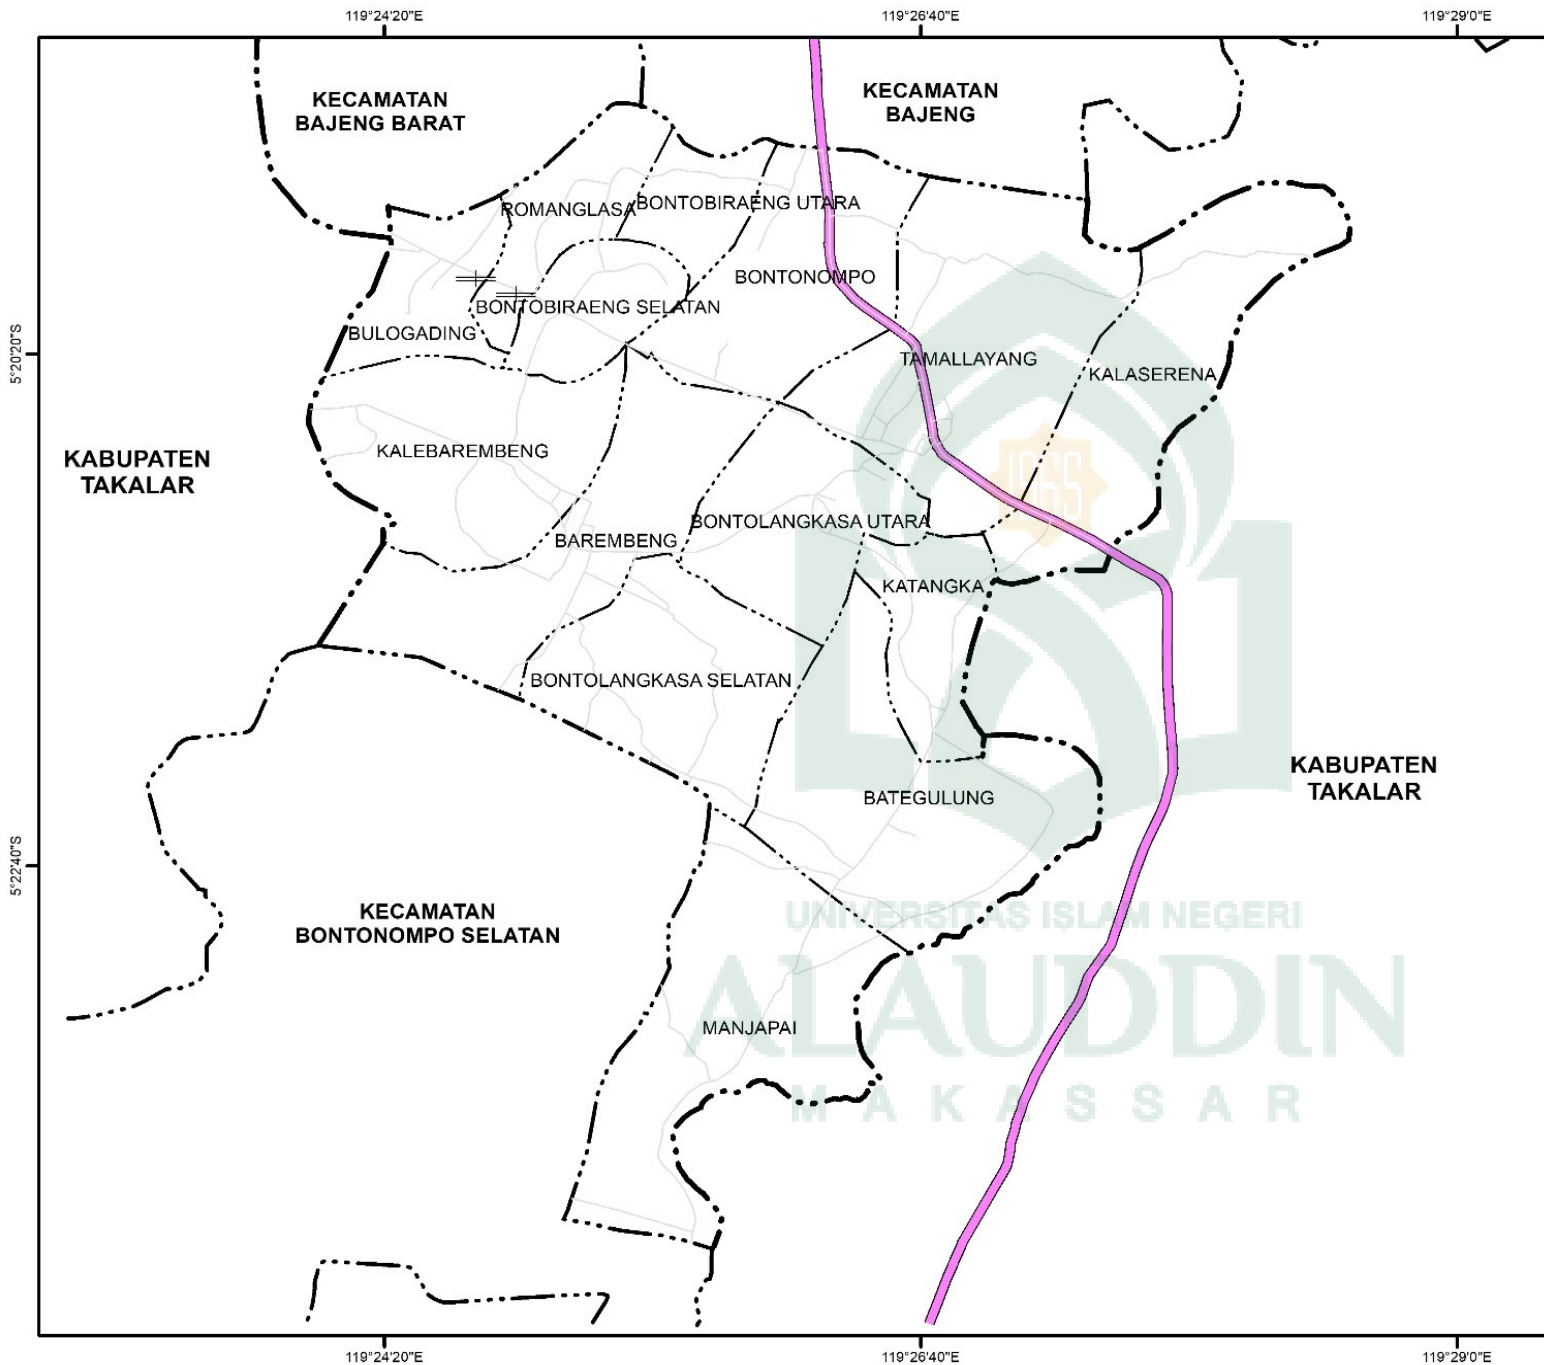 119°24'20"E
119°26'40"E
119°29'0"E
KECAMATAN
BAJENG BARAT
KECAMATAN
BAJENG
ROMANGLASA
BONTOBIRAENG UTARA
BONTONOMPO
BONTOBIRAENG SELATAN
BULOGADING
5°20'20"S
TAMALLAYANG
KALASERENA
KALEBAREMBENG
KABUPATEN
TAKALAR
BONTOLANGKASA UTARA
BAREMBENG
KATANGKA
BONTOLANGKASA SELATAN
KABUPATEN
TAKALAR
BATEGULUNG
5°22'40"S
KECAMATAN
BONTONOMPO SELATAN
UNIVERSITAS ISLAM NEGERI
ALAUDDIN
MANJAPAI
MAKASSAR
119°24'20"E
119°26'40"E
119°29'0"E